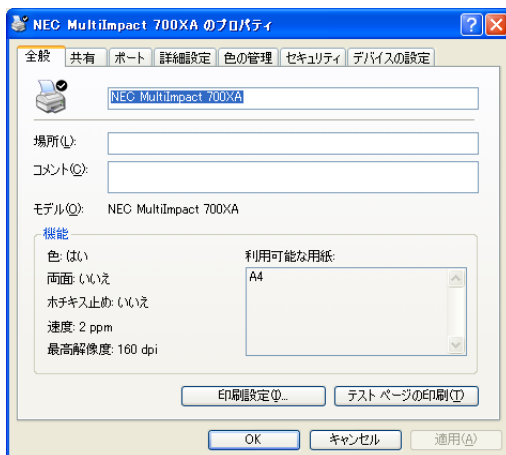 NEC MultiImpact 700XA のプロパティ
全般 共有 ポート 詳細設定 色の管理 セキュリティ デバイスの設定
NEC MultiImpact 700XA
場所(L):
コメント(C):
モデル(O): NEC MultiImpact 700XA
機能
色: はい 利用可能な用紙:
両面: いいえ A4
ホチキス止め: いいえ
速度: 2 ppm
最高解像度: 160 dpi
印刷設定(I)... テスト ページの印刷(T)
OK キャンセル 適用(A)